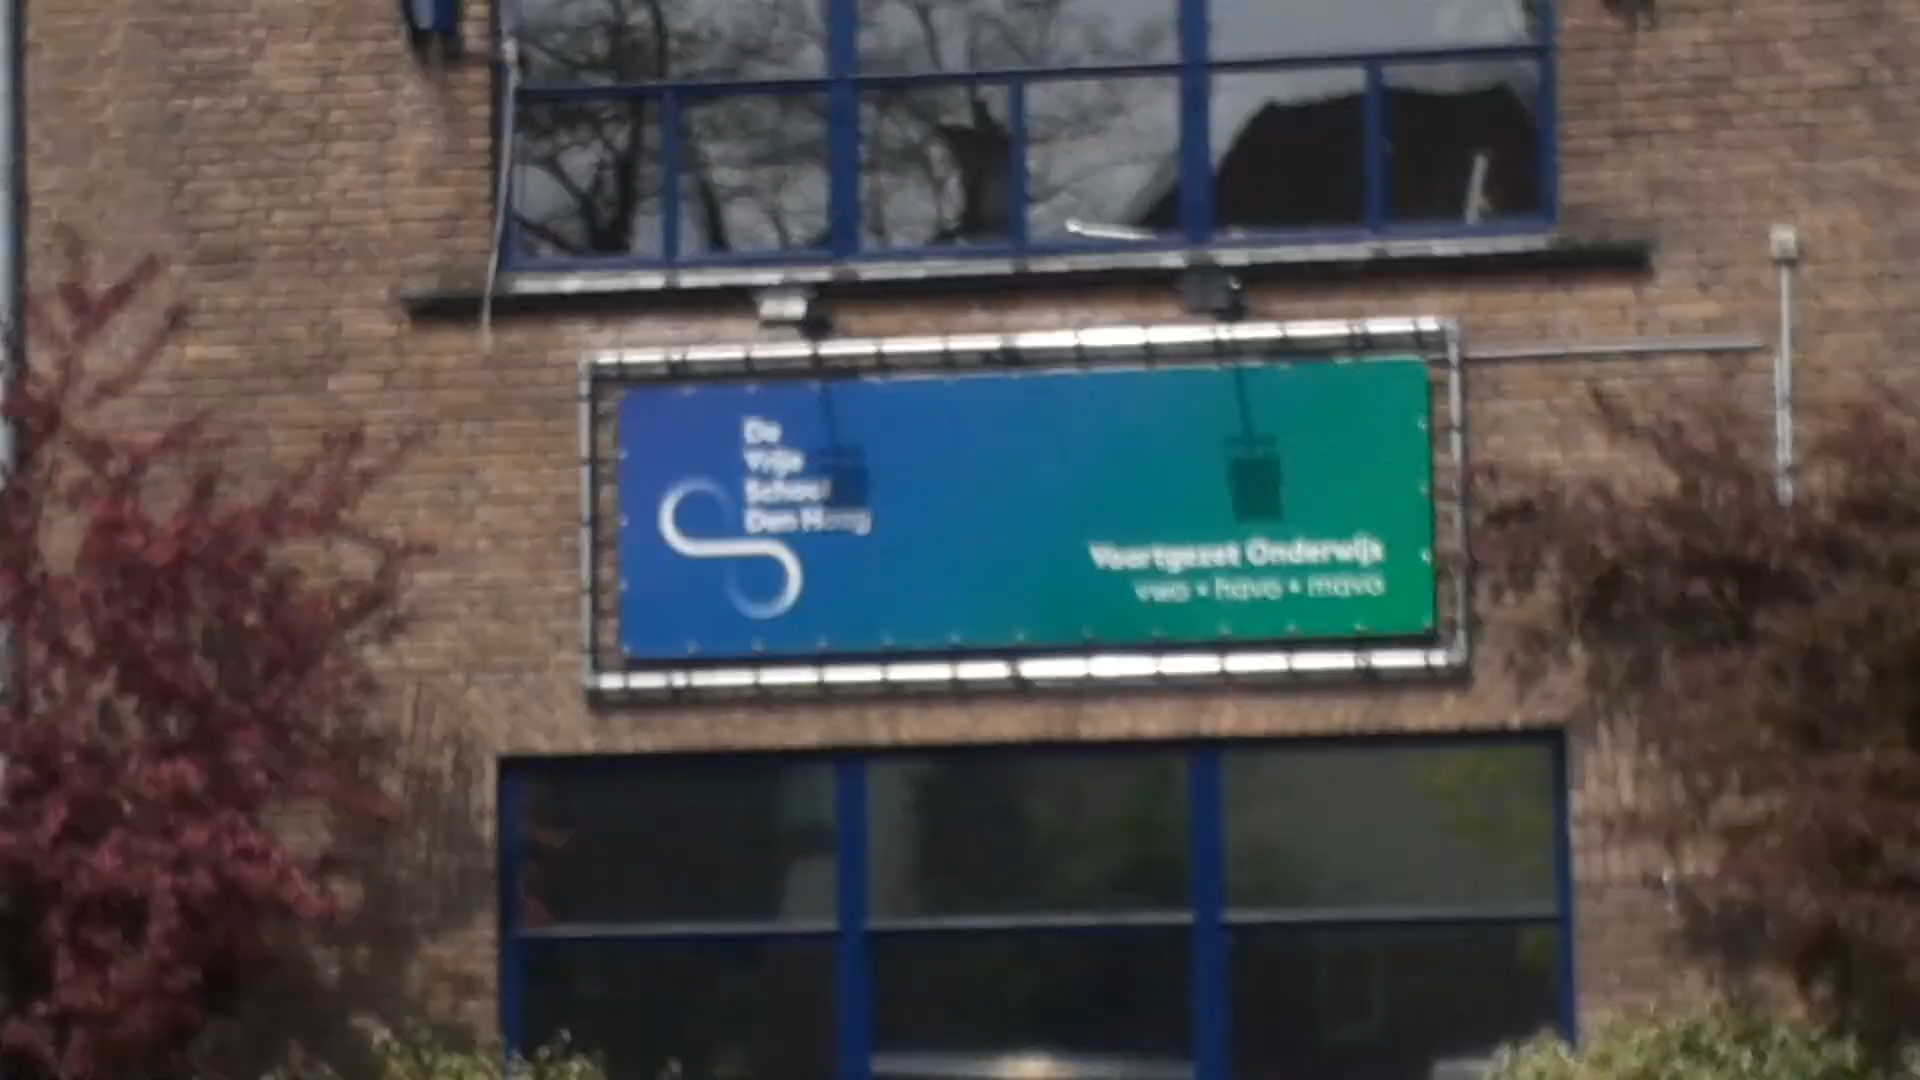 De
Vrije
School
Den Haag
Voortgezet Onderwijs
vwo • havo • mavo